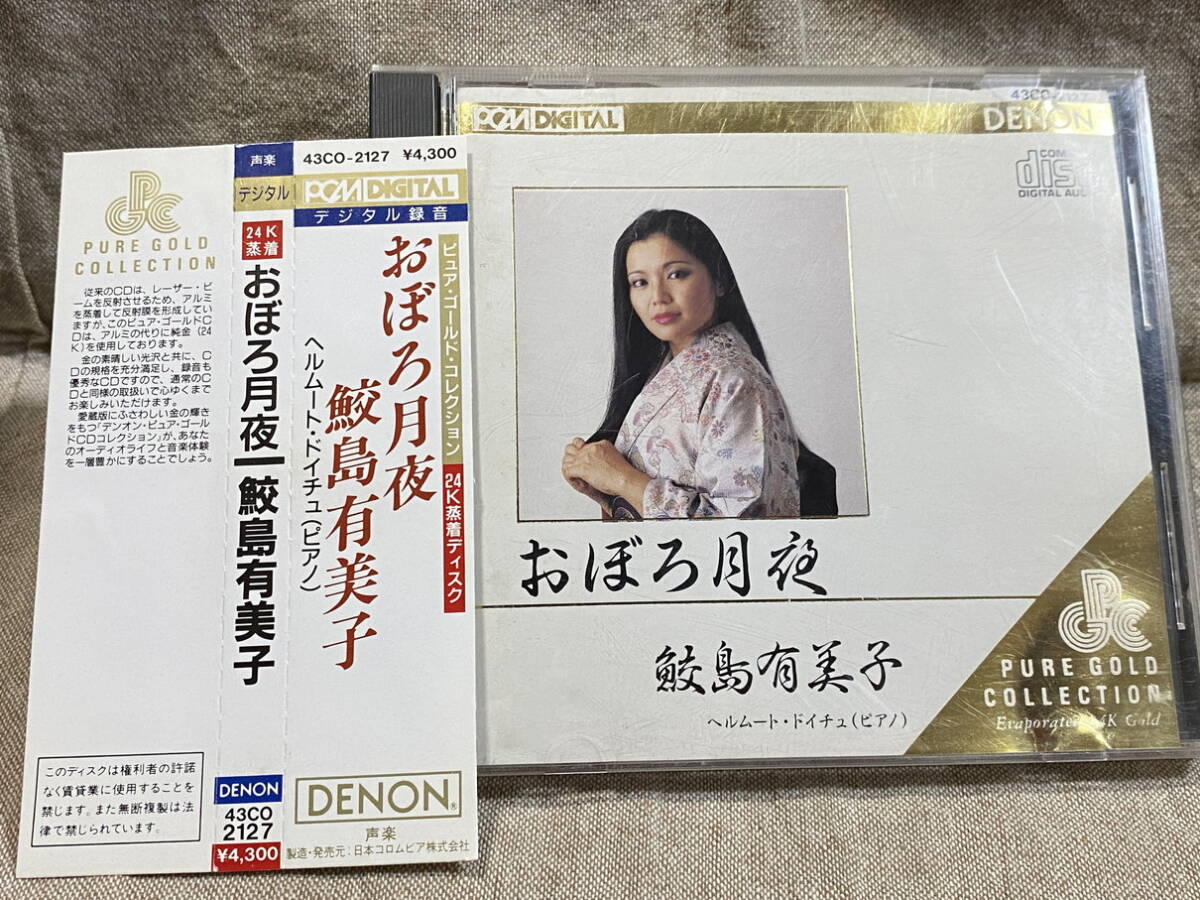 PGCC
PURE GOLD
COLLECTION
従来のCDは、レーザー・ビ
ームを反射させるため、アルミ
を蒸着して反射膜を形成してい
ますが、このピュア・ゴールドC
Dは、アルミの代りに純金(24
K)を使用しております。
金の素晴しい光沢と共に、C
Dの規格を充分満足し、録音も
優秀なCDですので、通常のC
Dと同様の取扱いで心ゆくまで
お楽しみいただけます。
愛蔵版にふさわしい金の輝き
をもつ「デンオン・ピュア・ゴール
ドCDコレクション」が、あなた
のオーディオライフと音楽体験
を一層豊かにすることでしょう。
このディスクは権利者の許諾
なく賃貸業に使用することを
禁じます。また無断複製は法
律で禁じられています。
声楽
デジタル
24K
蒸着
おぼろ月夜 鮫島有美子
DENON
43CO
2127
¥4,300
43CO-2127 ¥4,300
PCM DIGITAL
デジタル録音
ピュア・ゴールド・コレクション 24K蒸着ディスク
おぼろ月夜
鮫島有美子
ヘルムート・ドイチュ(ピアノ)
DENON®
声楽
製造・発売元:日本コロムビア株式会社
43CO-2127
PCM DIGITAL
DENON
disc
DIGITAL
おぼろ月夜
鮫島有美子
ヘルムート・ドイチュ(ピアノ)
PGCC
PURE GOLD
COLLECTION
Evaporated 24K Gold